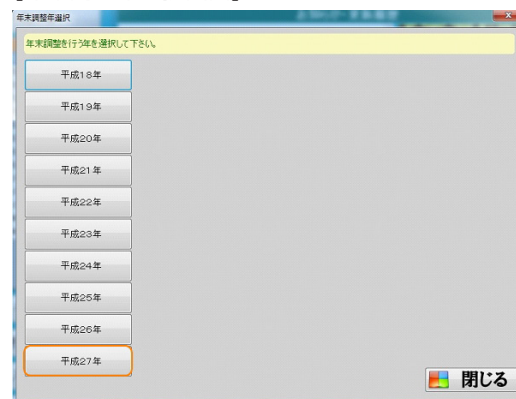 年末調整年選択
年末調整を行う年を選択して下さい。
平成18年
平成19年
平成20年
平成21年
平成22年
平成23年
平成24年
平成25年
平成26年
平成27年
閉じる